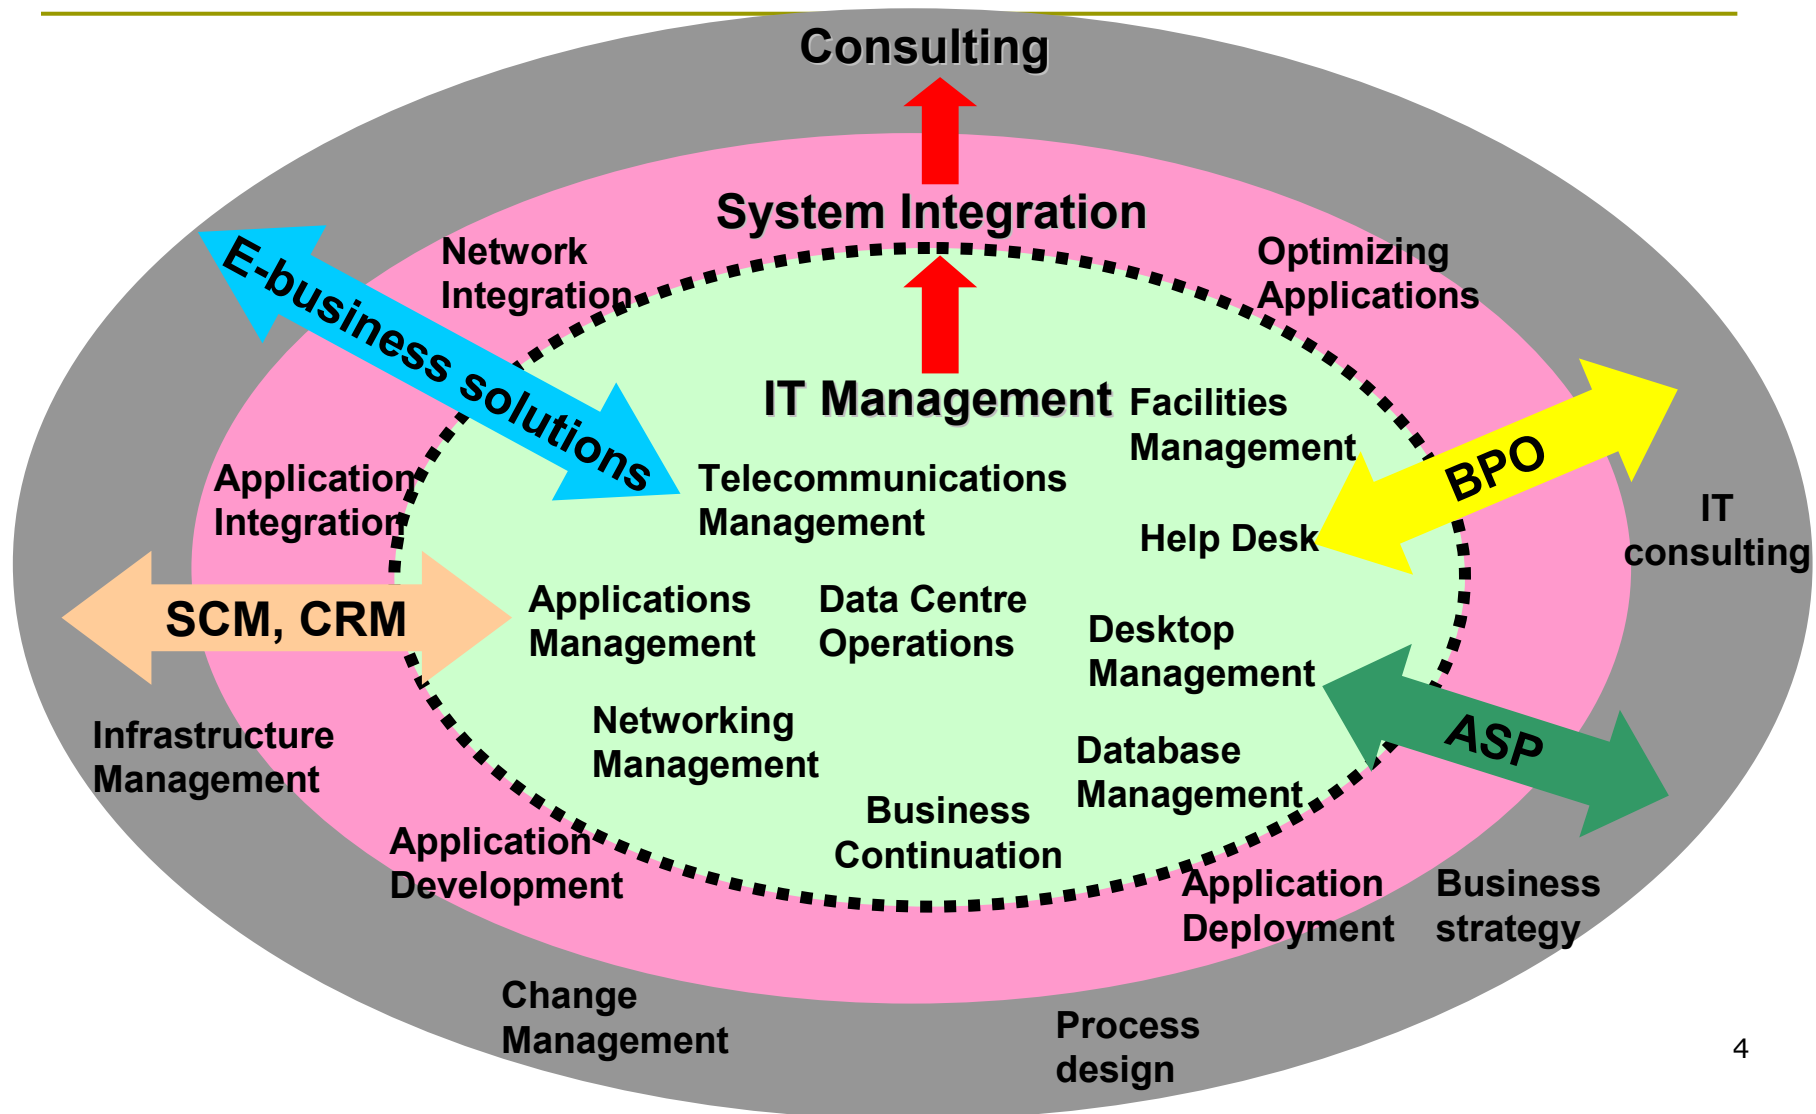 Consulting
System Integration
Network
Integration
Optimizing
Applications
E-business solutions
IT Management
Facilities
Management
BPO
Application
Integration
Telecommunications
Management
Help Desk
IT
consulting
SCM, CRM
Applications
Management
Data Centre
Operations
Desktop
Management
Infrastructure
Management
Networking
Management
Database
Management
ASP
Business
Continuation
Application
Development
Application
Deployment
Business
strategy
Change
Management
Process
design
4